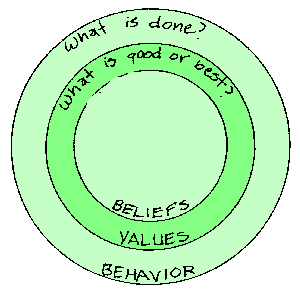 What is done?
What is good or best?
BELIEFS
VALUES
BEHAVIOR